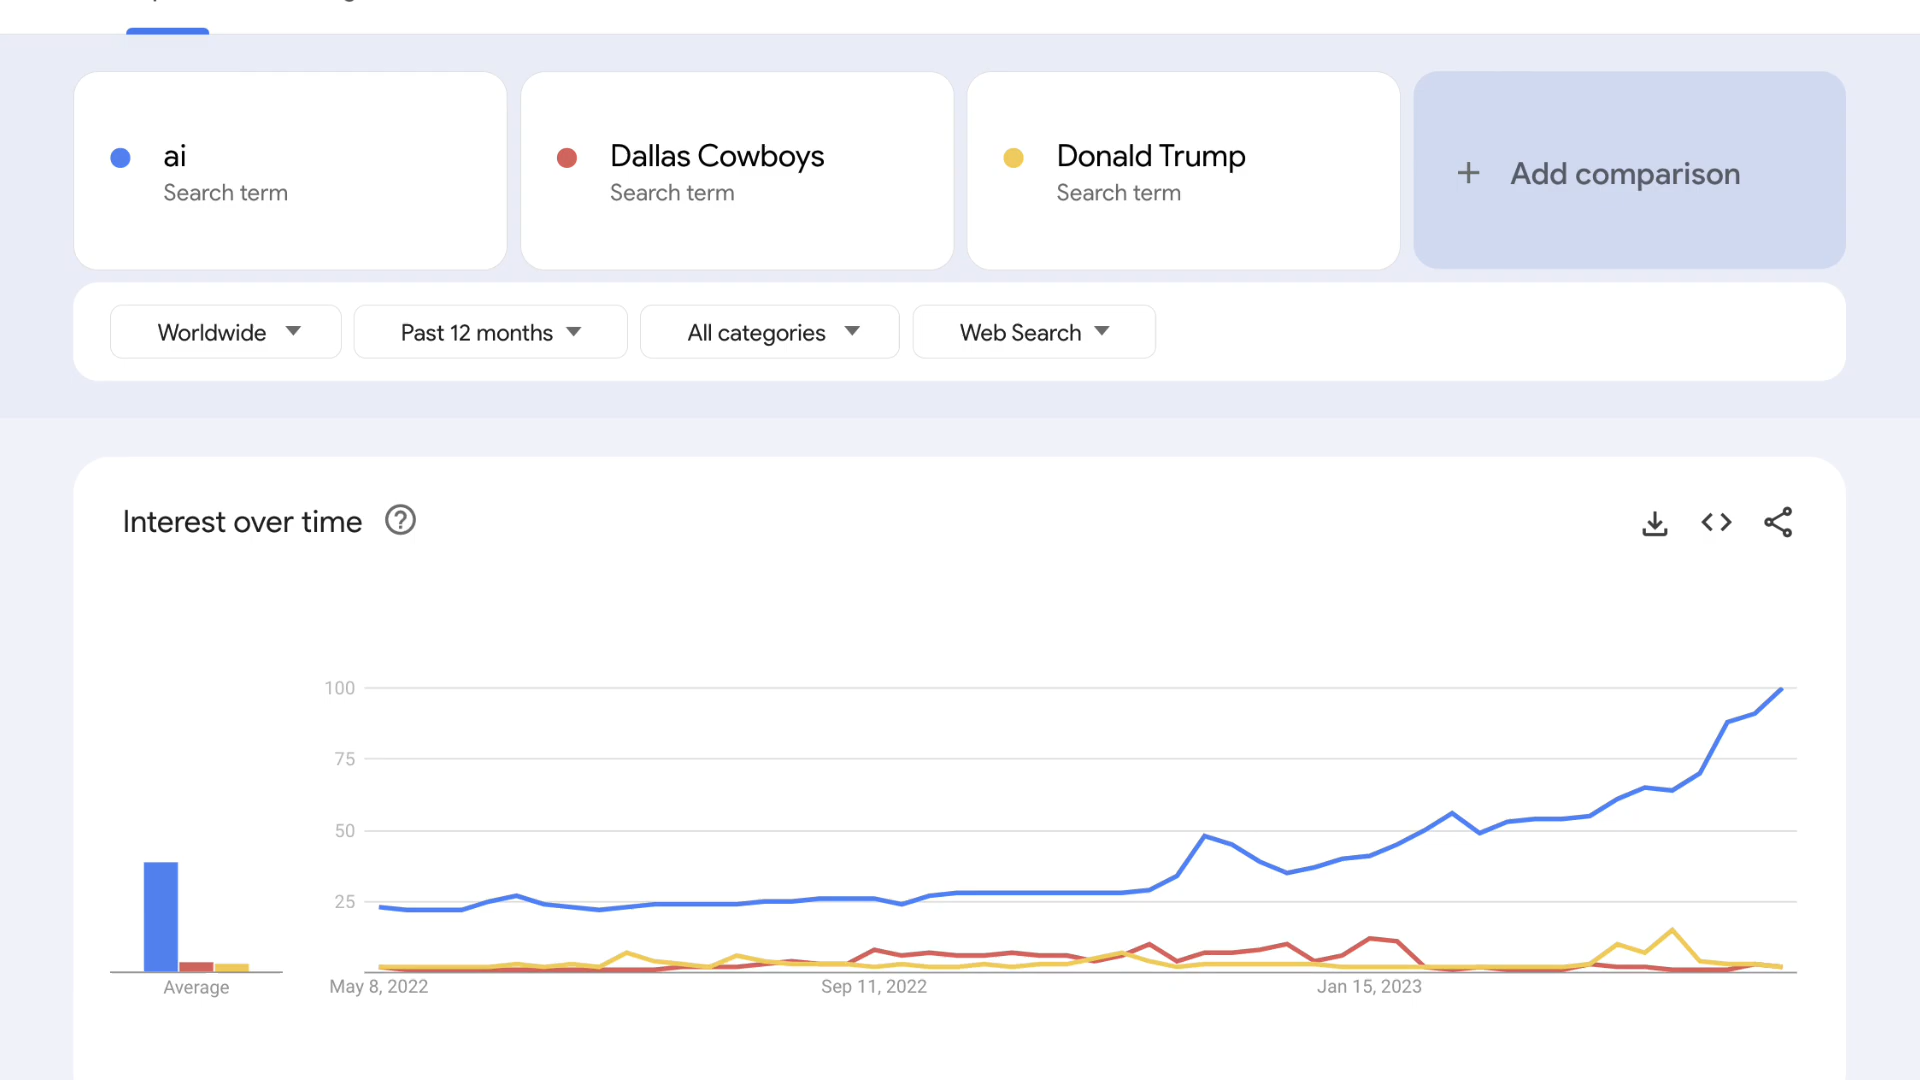 ai
Search term
Dallas Cowboys
Search term
Donald Trump
Search term
+ Add comparison
Worldwide
Past 12 months
All categories
Web Search
Interest over time
100
75
50
25
Average
May 8, 2022
Sep 11, 2022
Jan 15, 2023